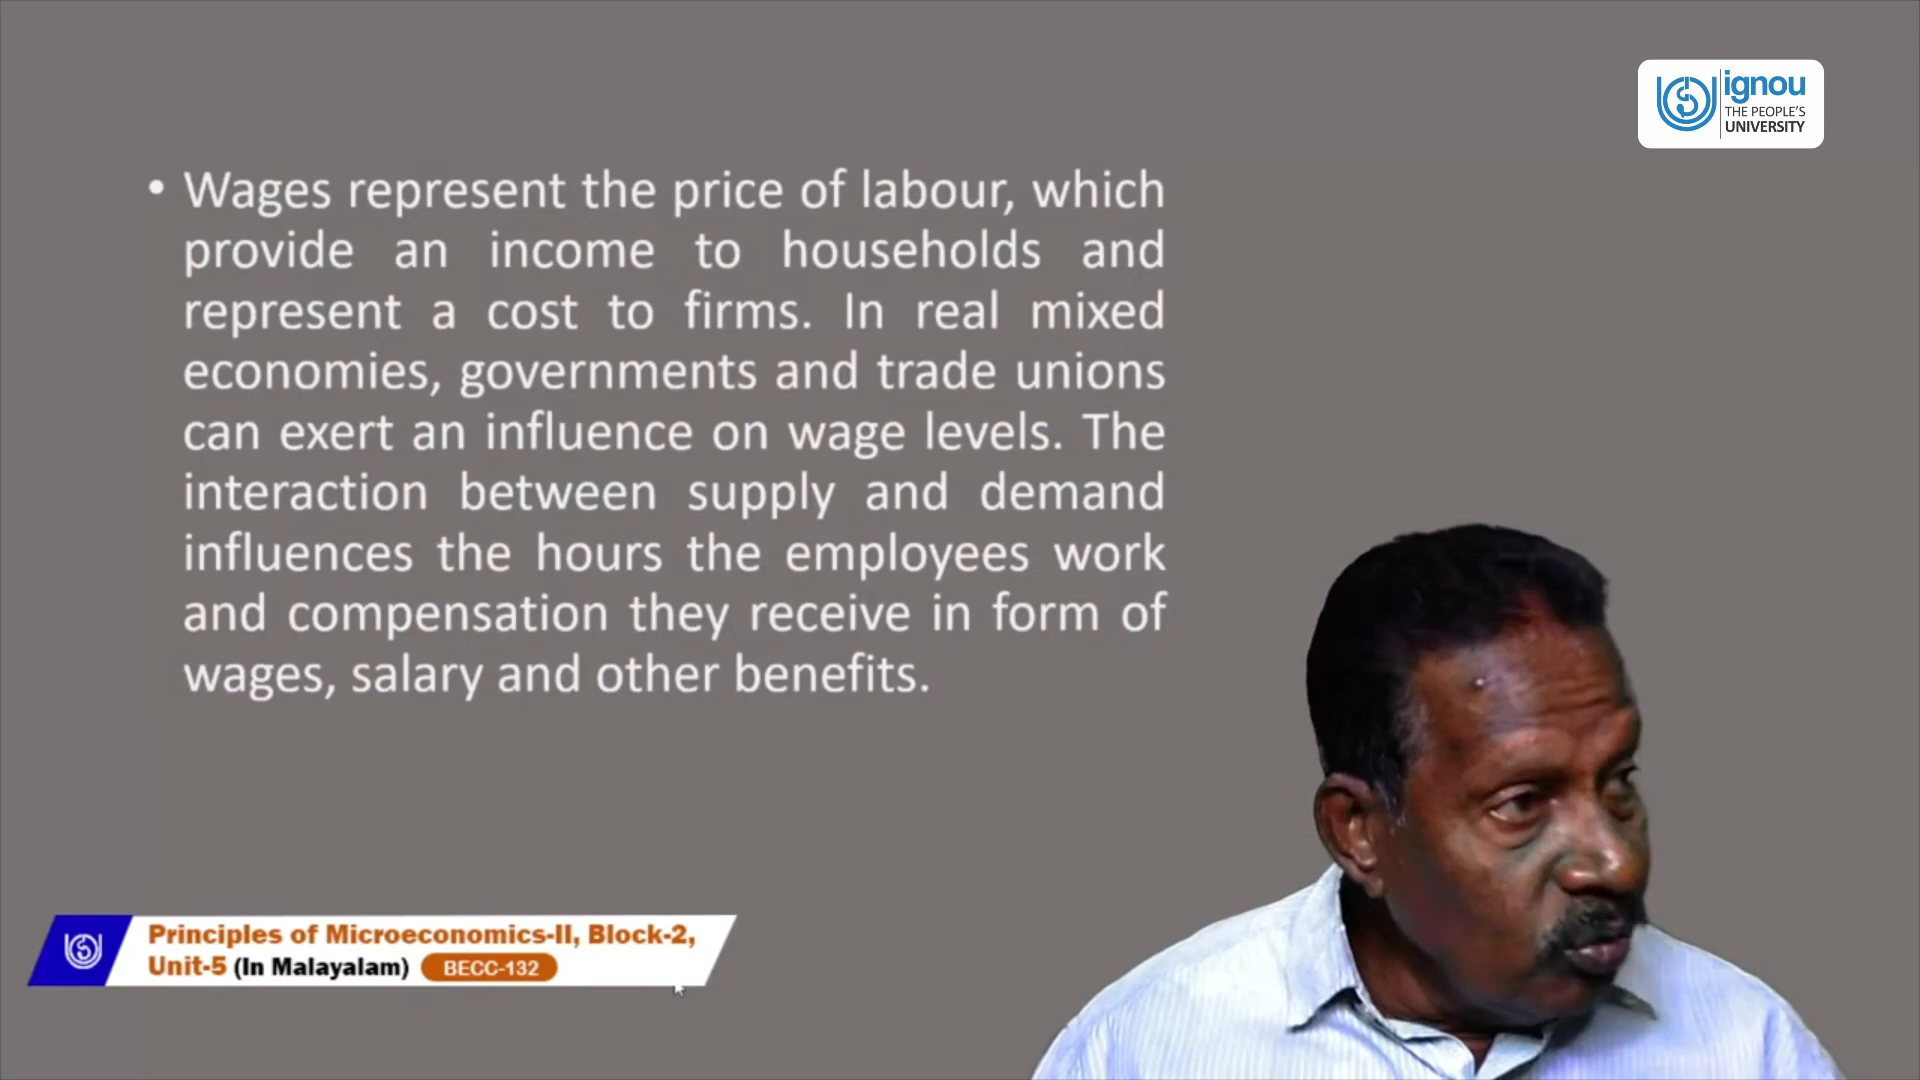 ignou
THE PEOPLE'S
UNIVERSITY
• Wages represent the price of labour, which
provide an income to households and
represent a cost to firms. In real mixed
economies, governments and trade unions
can exert an influence on wage levels. The
interaction between supply and demand
influences the hours the employees work
and compensation they receive in form of
wages, salary and other benefits.
Principles of Microeconomics-II, Block-2,
Unit-5 (In Malayalam) BECC-132